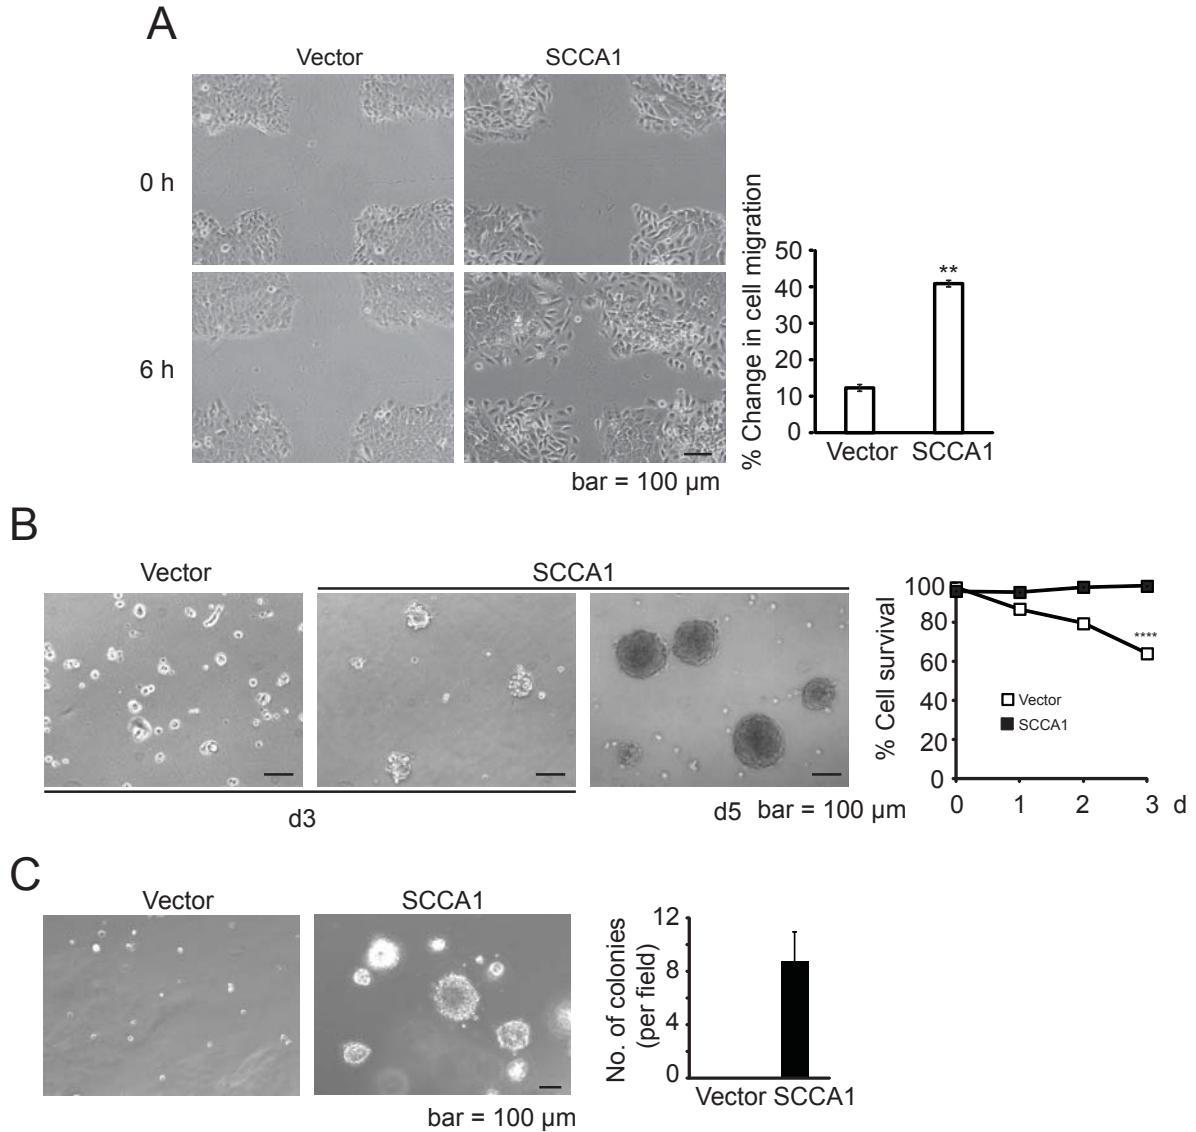 A
Vector
SCCA1
0 h
6 h
bar = 100 µm
% Change in cell migration
50
40
30
20
10
0
**
Vector
SCCA1
B
Vector
SCCA1
d3
d5
bar = 100 µm
% Cell survival
100
80
60
40
20
0
****
Vector
SCCA1
0 1 2 3 d
C
Vector
SCCA1
bar = 100 µm
No. of colonies
(per field)
12
8
4
0
Vector SCCA1